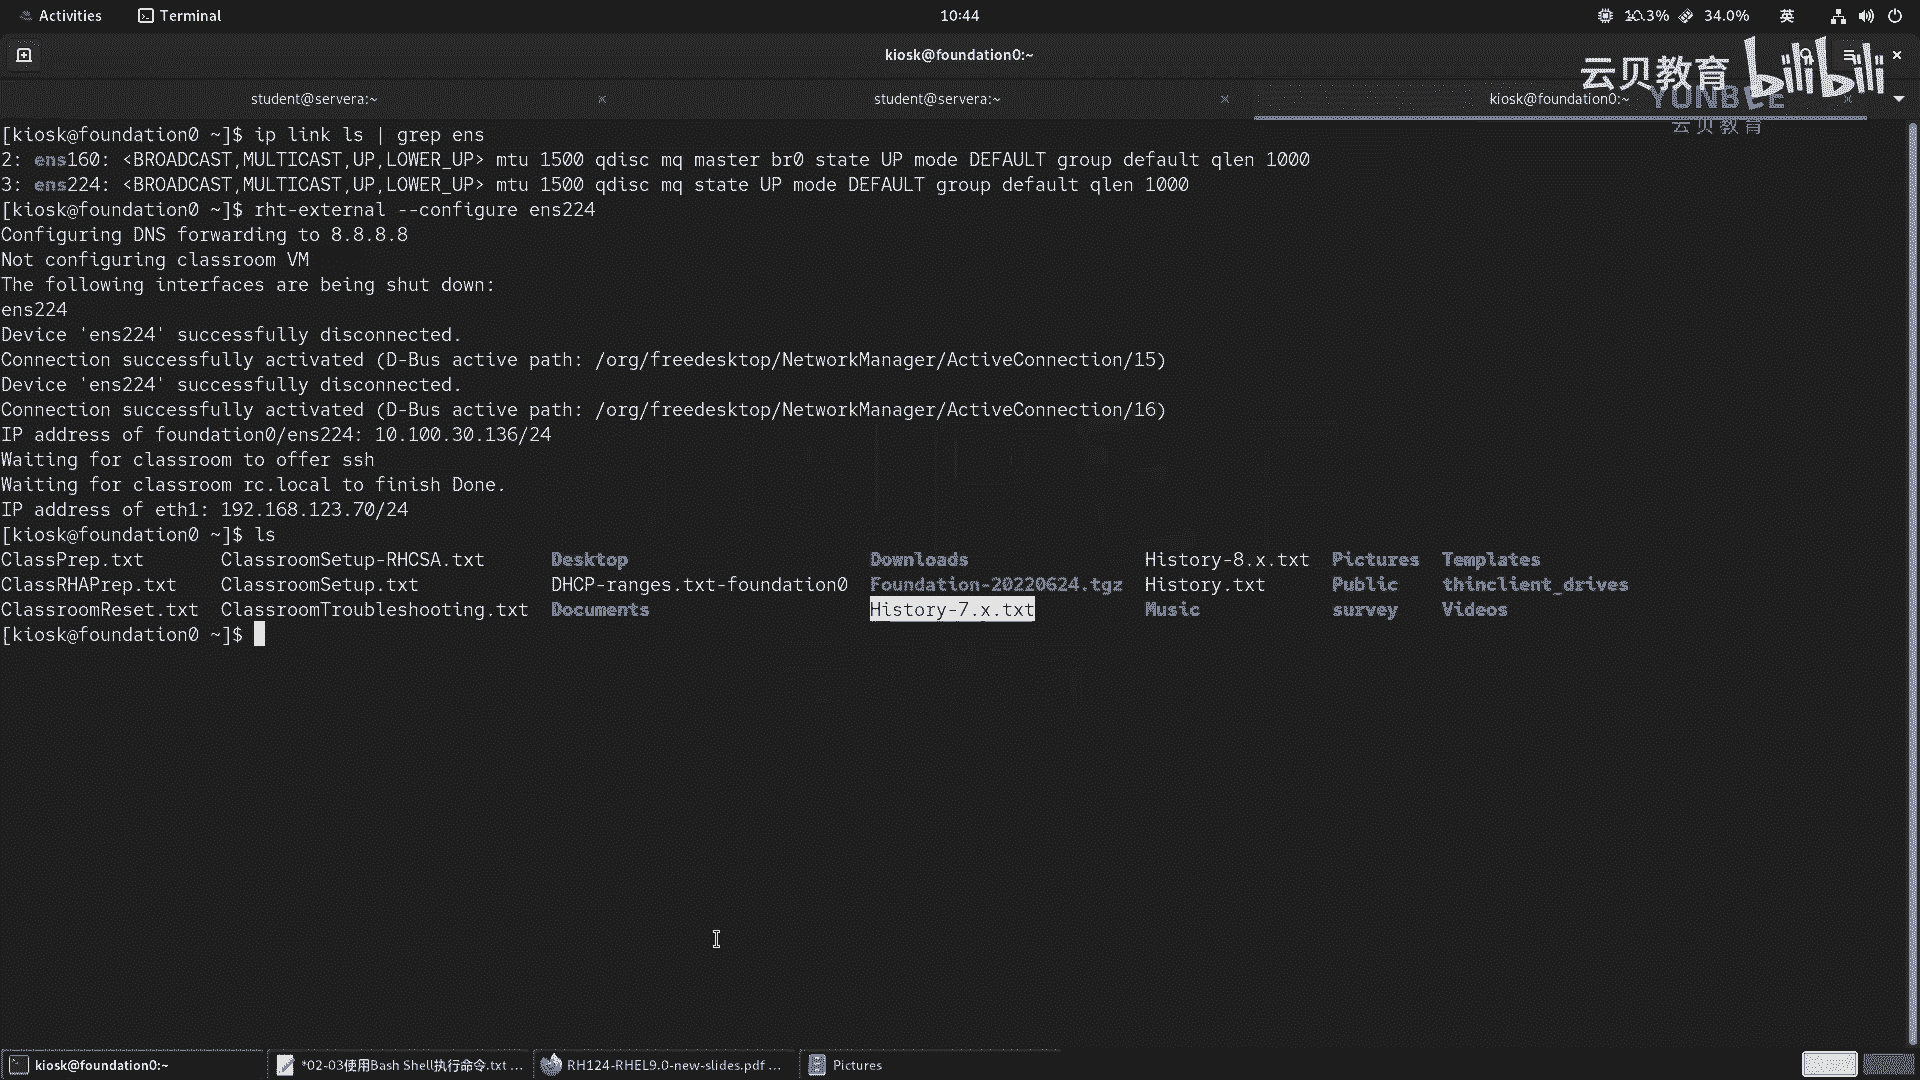 Activities Terminal 10:44 10.3% 34.0% 英
kiosk@foundation0:~
云贝教育 bilibili
student@servera:~ student@servera:~ kiosk@foundation0:~
云贝教育
[kiosk@foundation0 ~]$ ip link ls | grep ens
2: ens160: <BROADCAST,MULTICAST,UP,LOWER_UP> mtu 1500 qdisc mq master br0 state UP mode DEFAULT group default qlen 1000
3: ens224: <BROADCAST,MULTICAST,UP,LOWER_UP> mtu 1500 qdisc mq state UP mode DEFAULT group default qlen 1000
[kiosk@foundation0 ~]$ rht-external --configure ens224
Configuring DNS forwarding to 8.8.8.8
Not configuring classroom VM
The following interfaces are being shut down:
ens224
Device 'ens224' successfully disconnected.
Connection successfully activated (D-Bus active path: /org/freedesktop/NetworkManager/ActiveConnection/15)
Device 'ens224' successfully disconnected.
Connection successfully activated (D-Bus active path: /org/freedesktop/NetworkManager/ActiveConnection/16)
IP address of foundation0/ens224: 10.100.30.136/24
Waiting for classroom to offer ssh
Waiting for classroom rc.local to finish Done.
IP address of eth1: 192.168.123.70/24
[kiosk@foundation0 ~]$ ls
ClassPrep.txt ClassroomSetup-RHCSA.txt Desktop Downloads History-8.x.txt Pictures Templates
ClassRHAPrep.txt ClassroomSetup.txt DHCP-ranges.txt-foundation0 Foundation-20220624.tgz History.txt Public thinclient_drives
ClassroomReset.txt ClassroomTroubleshooting.txt Documents History-7.x.txt Music survey Videos
[kiosk@foundation0 ~]$
kiosk@foundation0:~ *02-03使用Bash Shell执行命令.txt ... RH124-RHEL9.0-new-slides.pdf ... Pictures